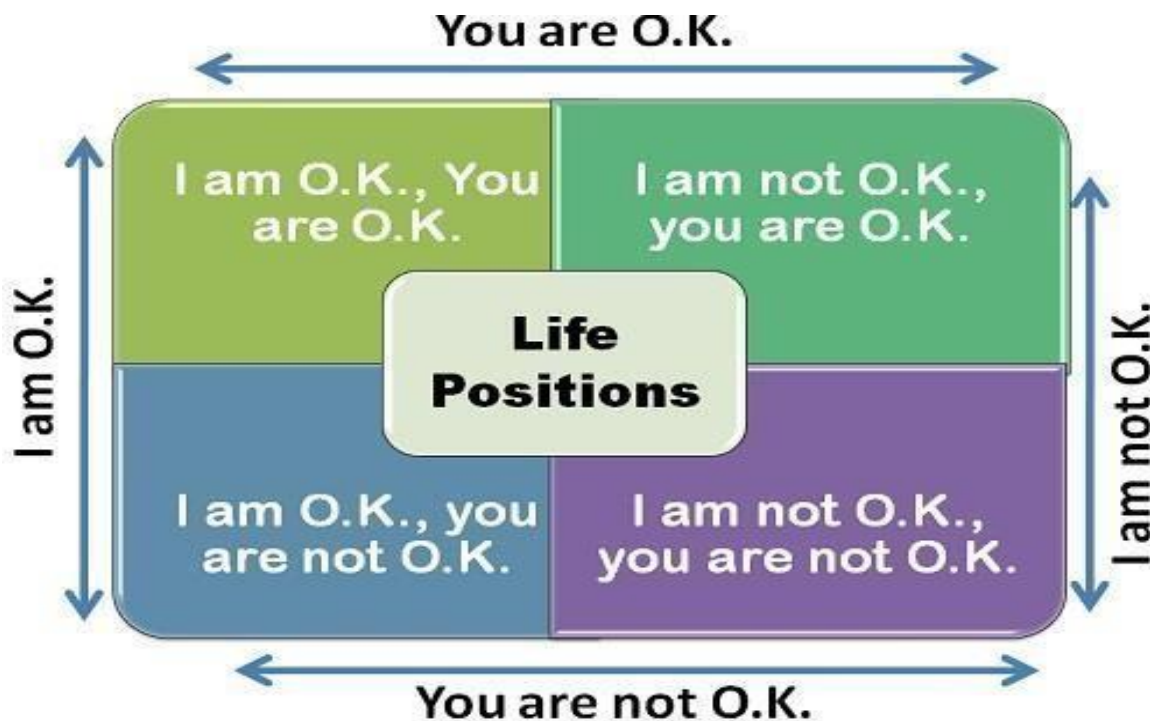 You are O.K.
I am O.K., You
are O.K.
I am not O.K.,
you are O.K.
I am O.K.
Life
Positions
I am not O.K.
I am O.K., you
are not O.K.
I am not O.K.,
you are not O.K.
You are not O.K.